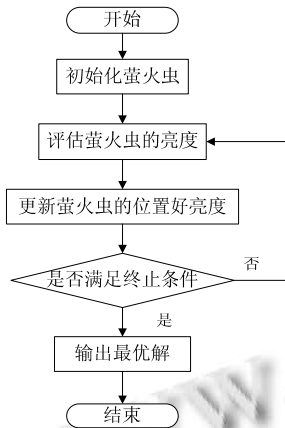 开始
初始化萤火虫
评估萤火虫的亮度
更新萤火虫的位置好亮度
是否满足终止条件
否
是
输出最优解
结束
W